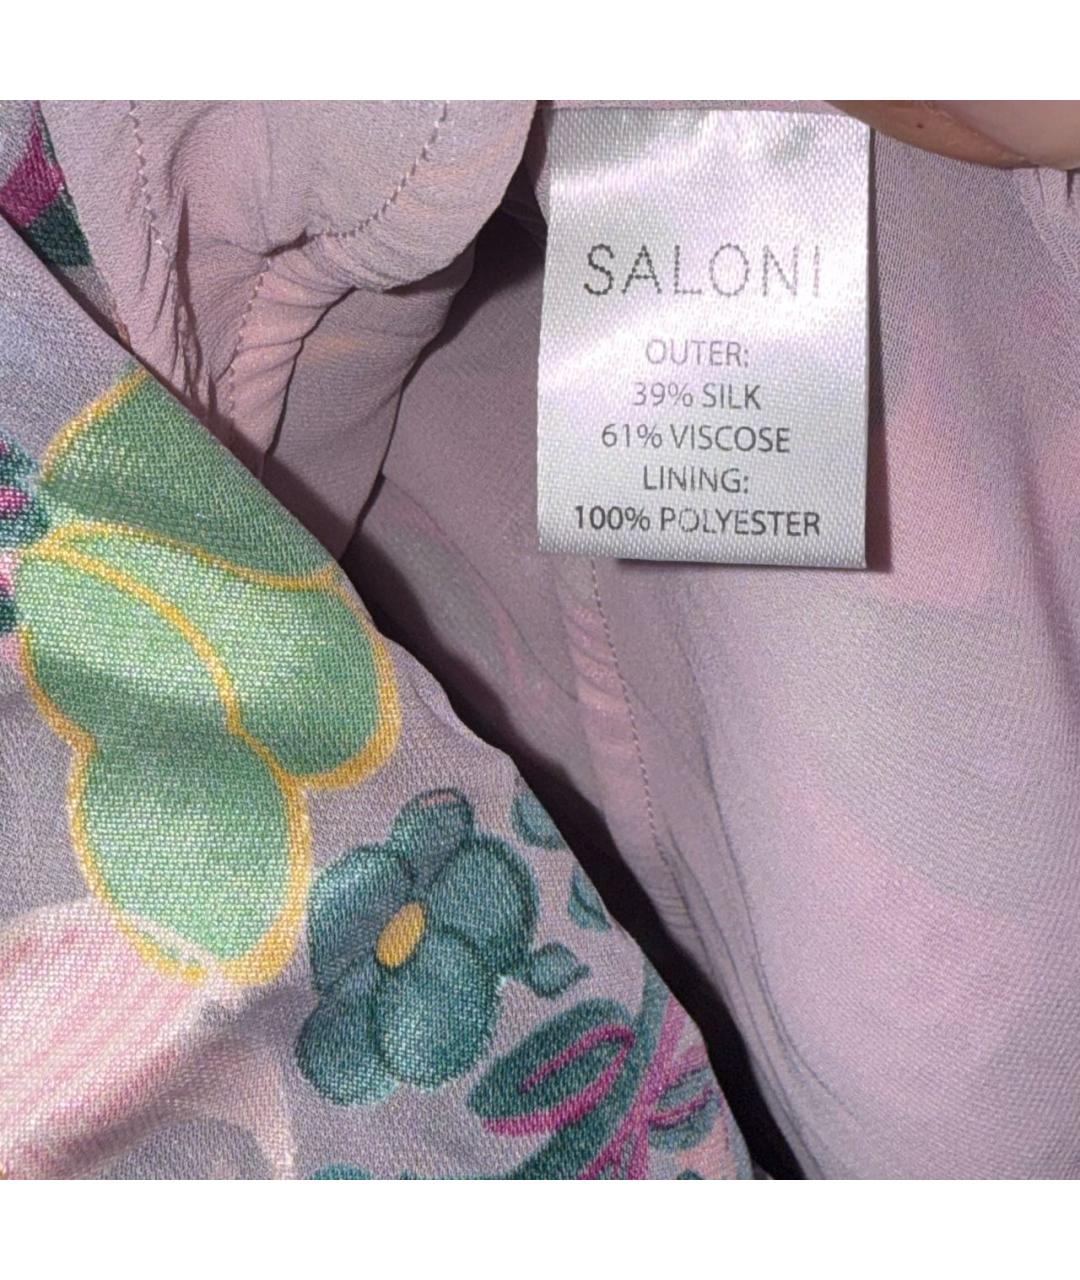 SALONI
OUTER:
39% SILK
61% VISCOSE
LINING:
100% POLYESTER